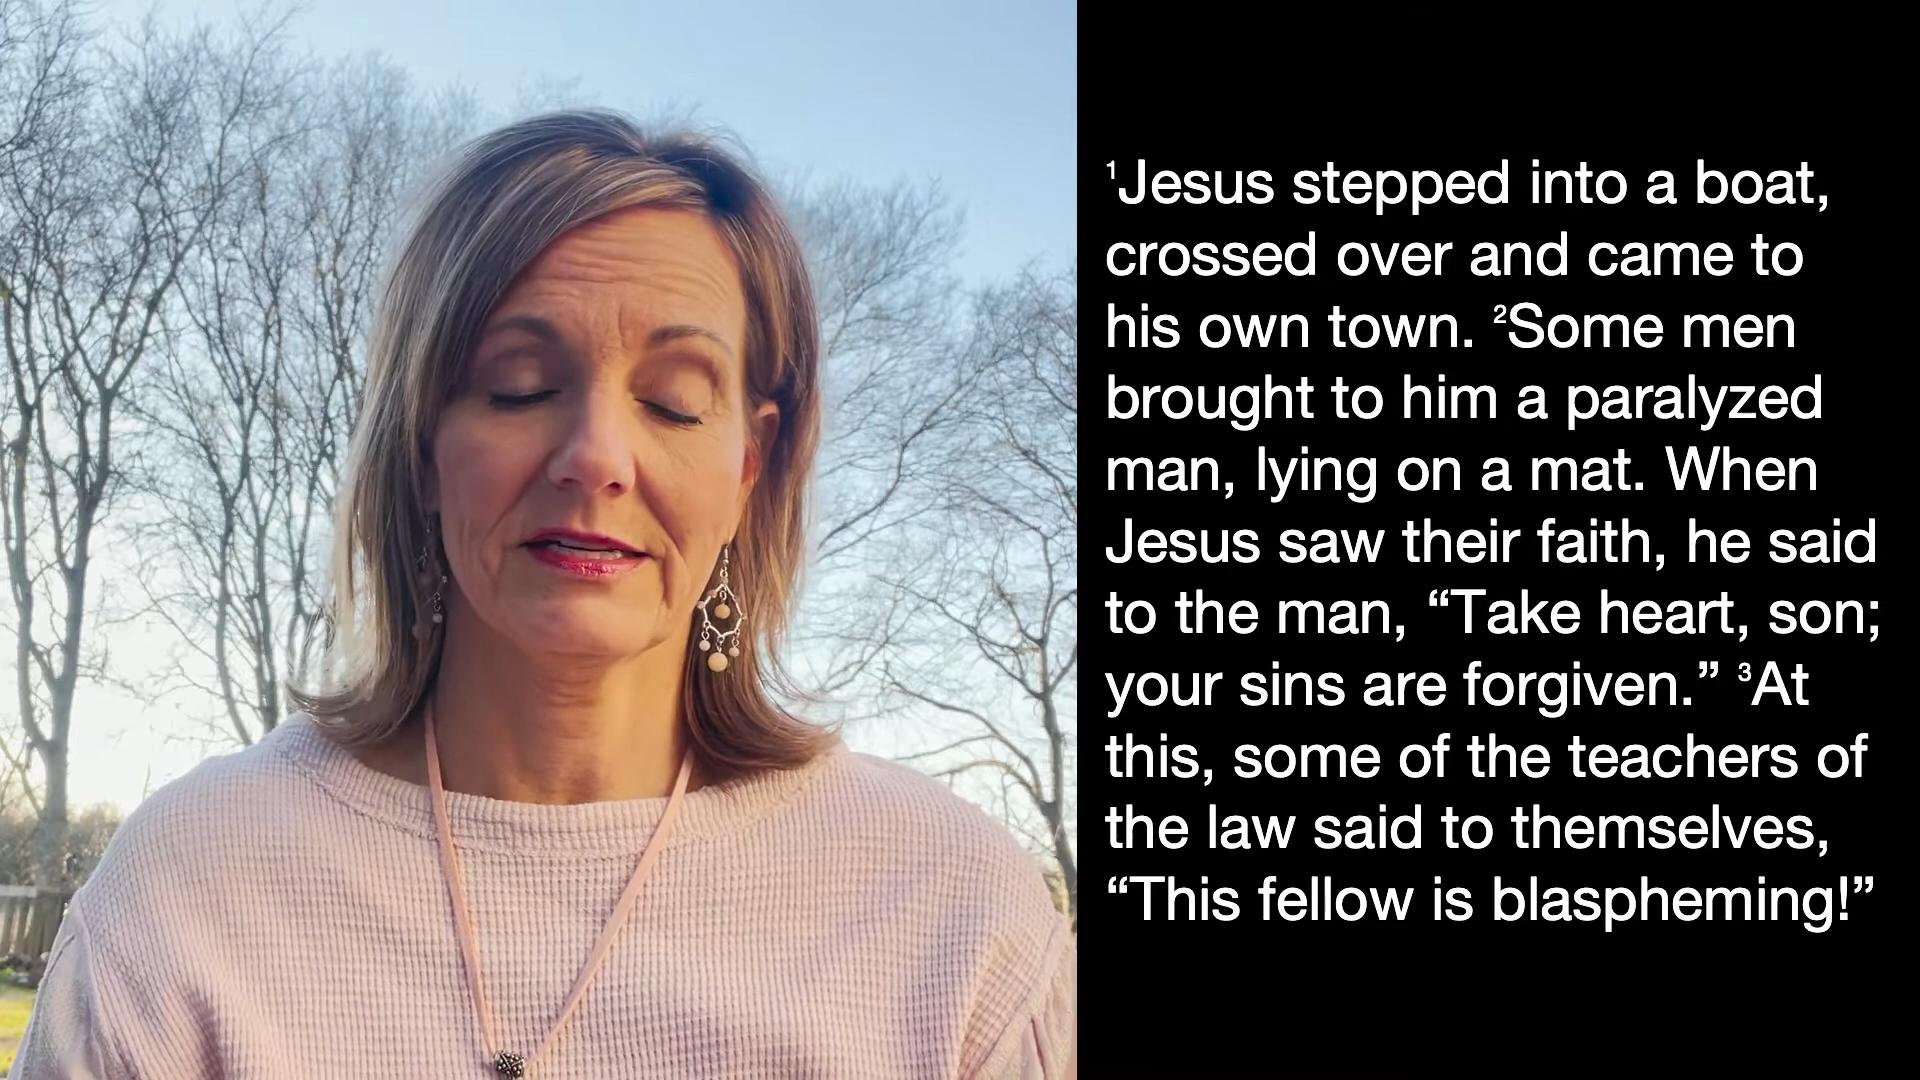 ¹Jesus stepped into a boat,
crossed over and came to
his own town. ²Some men
brought to him a paralyzed
man, lying on a mat. When
Jesus saw their faith, he said
to the man, “Take heart, son;
your sins are forgiven.” ³At
this, some of the teachers of
the law said to themselves,
“This fellow is blaspheming!”